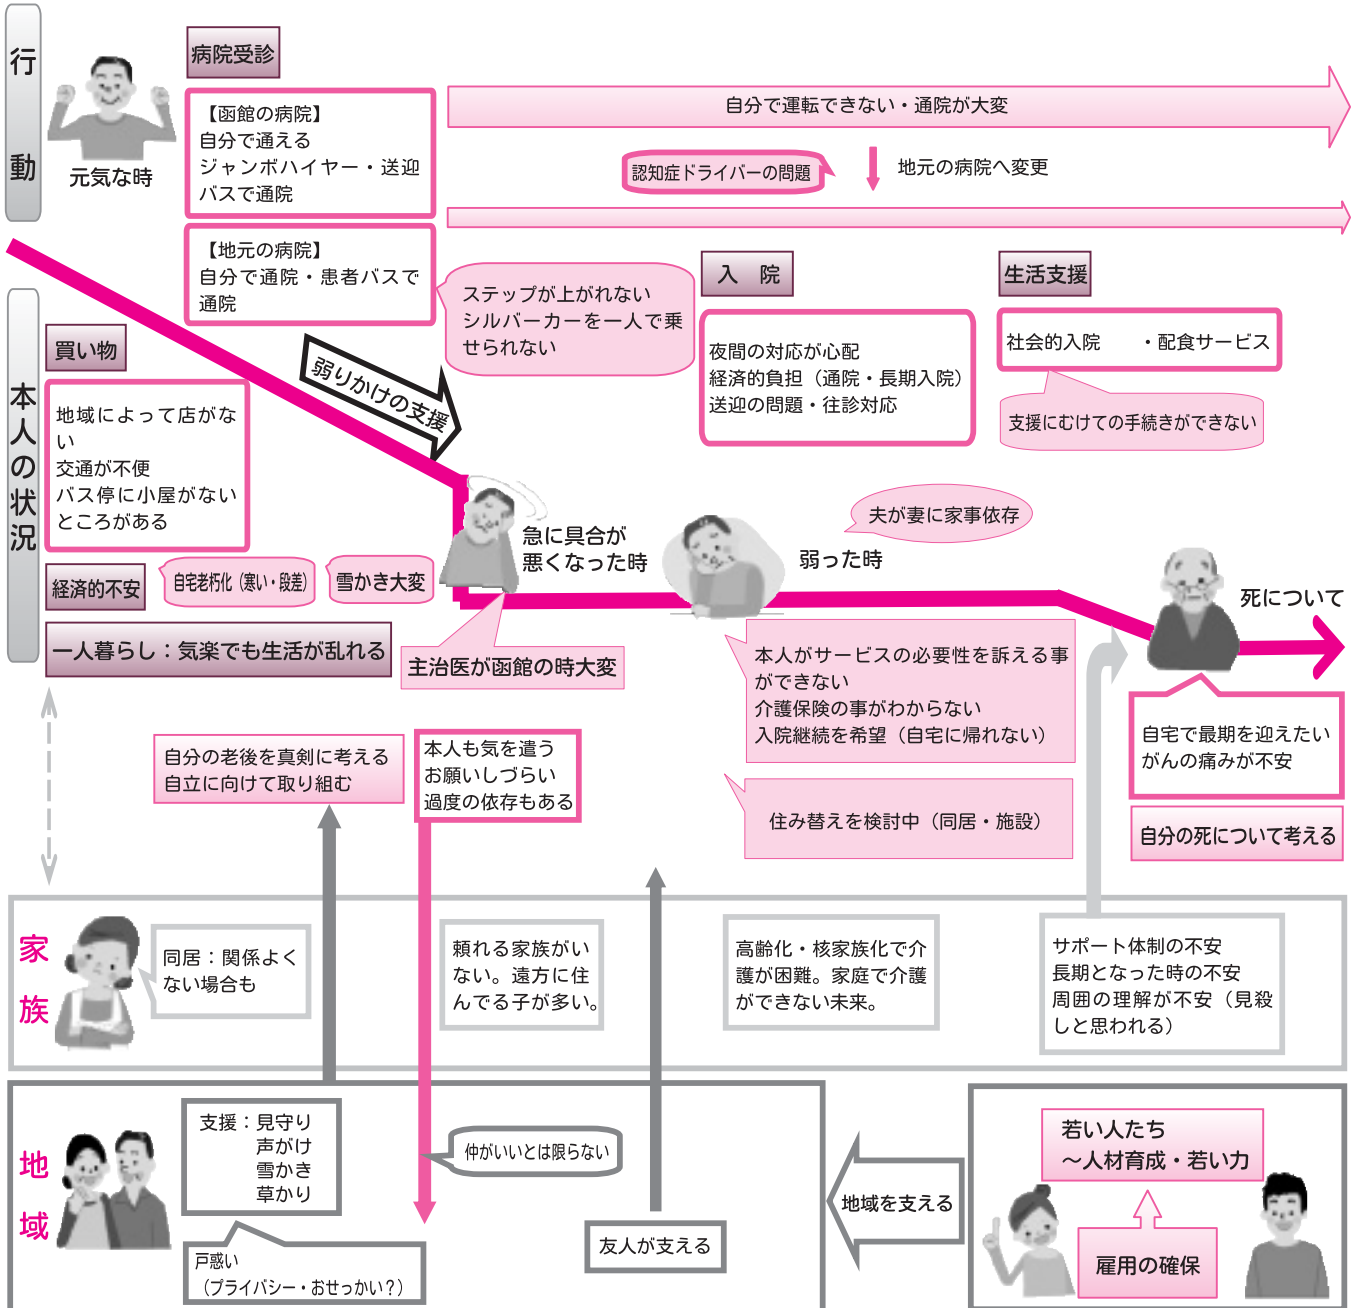 行動
元気な時
病院受診
【函館の病院】
自分で通える
ジャンボハイヤー・送迎
バスで通院
自分で運転できない・通院が大変
認知症ドライバーの問題
地元の病院へ変更
【地元の病院】
自分で通院・患者バスで
通院
ステップが上がれない
シルバーカーを一人で乗
せられない
入　院
夜間の対応が心配
経済的負担（通院・長期入院）
送迎の問題・往診対応
生活支援
社会的入院　・配食サービス
支援にむけての手続きができない
本人の状況
買い物
地域によって店がな
い
交通が不便
バス停に小屋がない
ところがある
弱りかけの支援
経済的不安
自宅老朽化（寒い・段差）
雪かき大変
一人暮らし：気楽でも生活が乱れる
急に具合が
悪くなった時
主治医が函館の時大変
弱った時
夫が妻に家事依存
死について
本人がサービスの必要性を訴える事
ができない
介護保険の事がわからない
入院継続を希望（自宅に帰れない）
住み替えを検討中（同居・施設）
自宅で最期を迎えたい
がんの痛みが不安
自分の死について考える
自分の老後を真剣に考える
自立に向けて取り組む
本人も気を遣う
お願いしづらい
過度の依存もある
家族
同居：関係よく
ない場合も
頼れる家族がい
ない。遠方に住
んでる子が多い。
高齢化・核家族化で介
護が困難。家庭で介護
ができない未来。
サポート体制の不安
長期となった時の不安
周囲の理解が不安（見殺
しと思われる）
地域
支援：見守り
声がけ
雪かき
草かり
戸惑い
（プライバシー・おせっかい？）
仲がいいとは限らない
友人が支える
地域を支える
若い人たち
～人材育成・若い力
雇用の確保